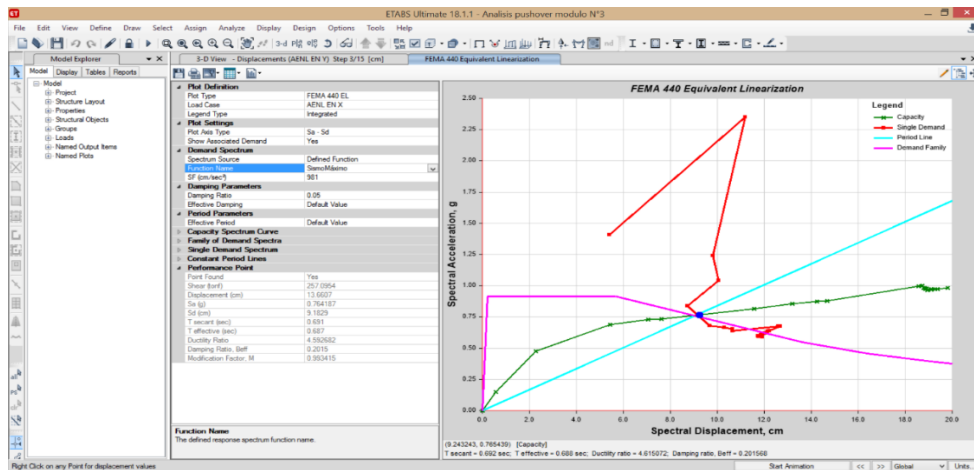 ETABS Ultimate 18.1.1 - Analisis pushover modulo N°3
File Edit View Define Draw Select Assign Analyze Display Design Options Tools Help
Model Explorer
3-D View - Displacements (AENL EN Y) Step 3/15 [cm]
FEMA 440 Equivalent Linearization
Model Display Tables Reports
Model
Project
Structure Layout
Properties
Structural Objects
Groups
Loads
Named Output Items
Named Plots
Plot Definition
Plot Type FEMA 440 EL
Load Case AENL EN X
Legend Type Integrated
Plot Settings
Plot Axis Type Sa - Sd
Show Associated Demand Yes
Demand Spectrum
Spectrum Source Defined Function
Function Name SismoMáximo
SF (cm/sec²) 981
Damping Parameters
Damping Ratio 0.05
Effective Damping Default Value
Period Parameters
Effective Period Default Value
Capacity Spectrum Curve
Family of Demand Spectra
Single Demand Spectrum
Constant Period Lines
Performance Point
Point Found Yes
Shear (tonf) 257.0954
Displacement (cm) 13.6607
Sa (g) 0.764187
Sd (cm) 9.1829
T secant (sec) 0.691
T effective (sec) 0.687
Ductility Ratio 4.592682
Damping Ratio, Beff 0.2015
Modification Factor, M 0.993415
Function Name
The defined response spectrum function name.
FEMA 440 Equivalent Linearization
Legend
Capacity
Single Demand
Period Line
Demand Family
Spectral Acceleration, g
2.50
2.25
2.00
1.75
1.50
1.25
1.00
0.75
0.50
0.25
0.00
0.0 2.0 4.0 6.0 8.0 10.0 12.0 14.0 16.0 18.0 20.0
Spectral Displacement, cm
(9.243243, 0.765439) [Capacity]
T secant = 0.692 sec; T effective = 0.688 sec; Ductility ratio = 4.615072; Damping ratio, Beff = 0.201568
Right Click on any Point for displacement values
Start Animation << >> Global Units...